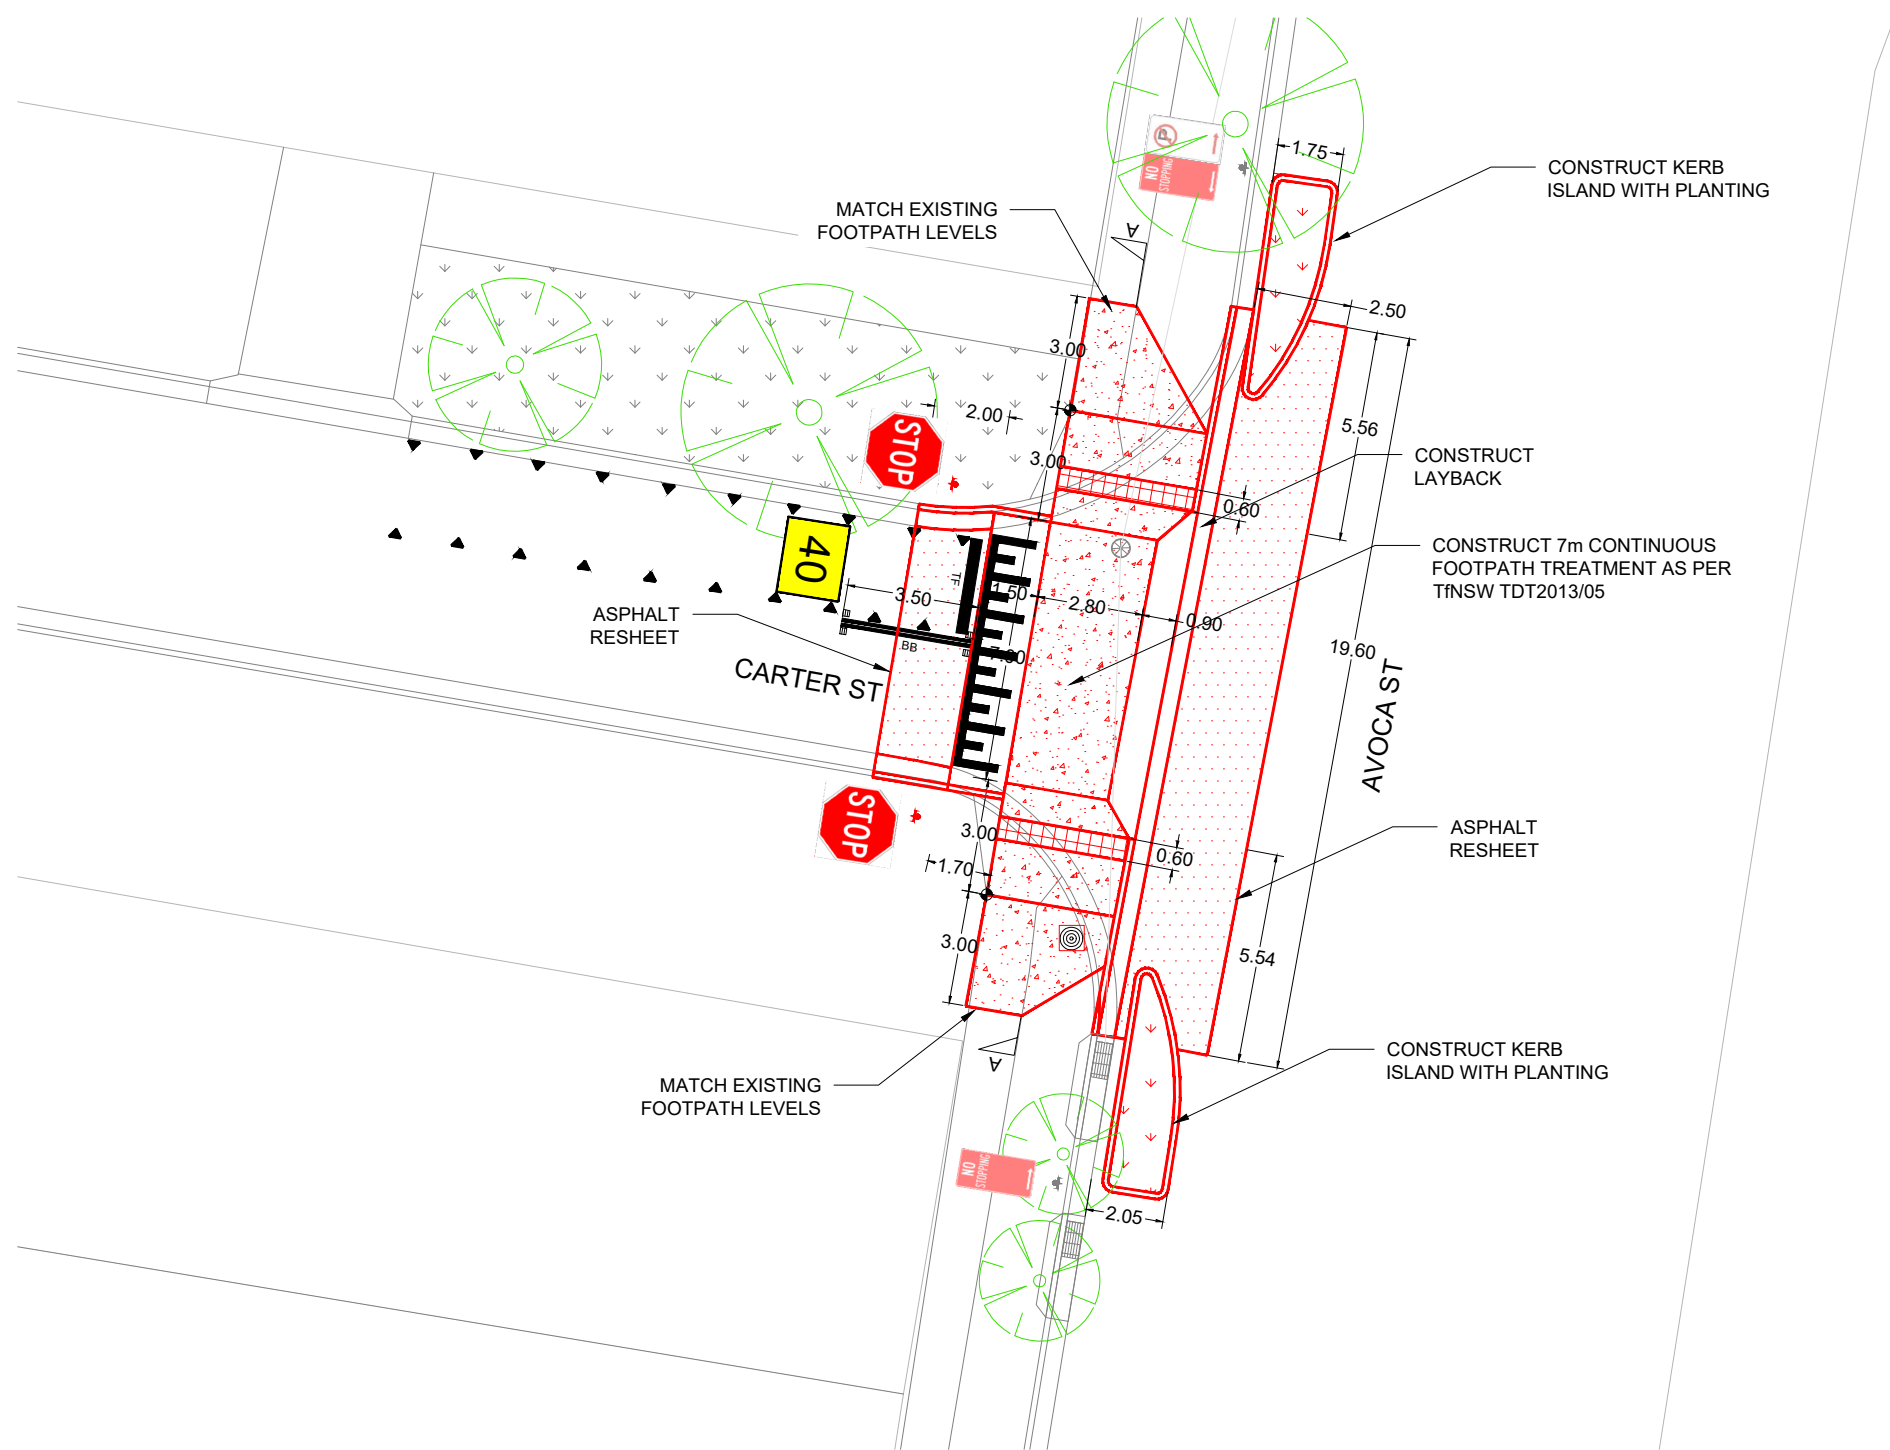 1.75
CONSTRUCT KERB
ISLAND WITH PLANTING
NO
STOPPING
P
MATCH EXISTING
FOOTPATH LEVELS
A
2.50
3.00
5.56
2.00
STOP
3.00
CONSTRUCT
LAYBACK
0.60
CONSTRUCT 7m CONTINUOUS
FOOTPATH TREATMENT AS PER
TfNSW TDT2013/05
40
TF
3.50
1.50
2.80
0.90
ASPHALT
RESHEET
BB
19.60
CARTER ST
AVOCA ST
STOP
3.00
0.60
ASPHALT
RESHEET
1.70
3.00
5.54
CONSTRUCT KERB
ISLAND WITH PLANTING
A
MATCH EXISTING
FOOTPATH LEVELS
NO
STOPPING
2.05